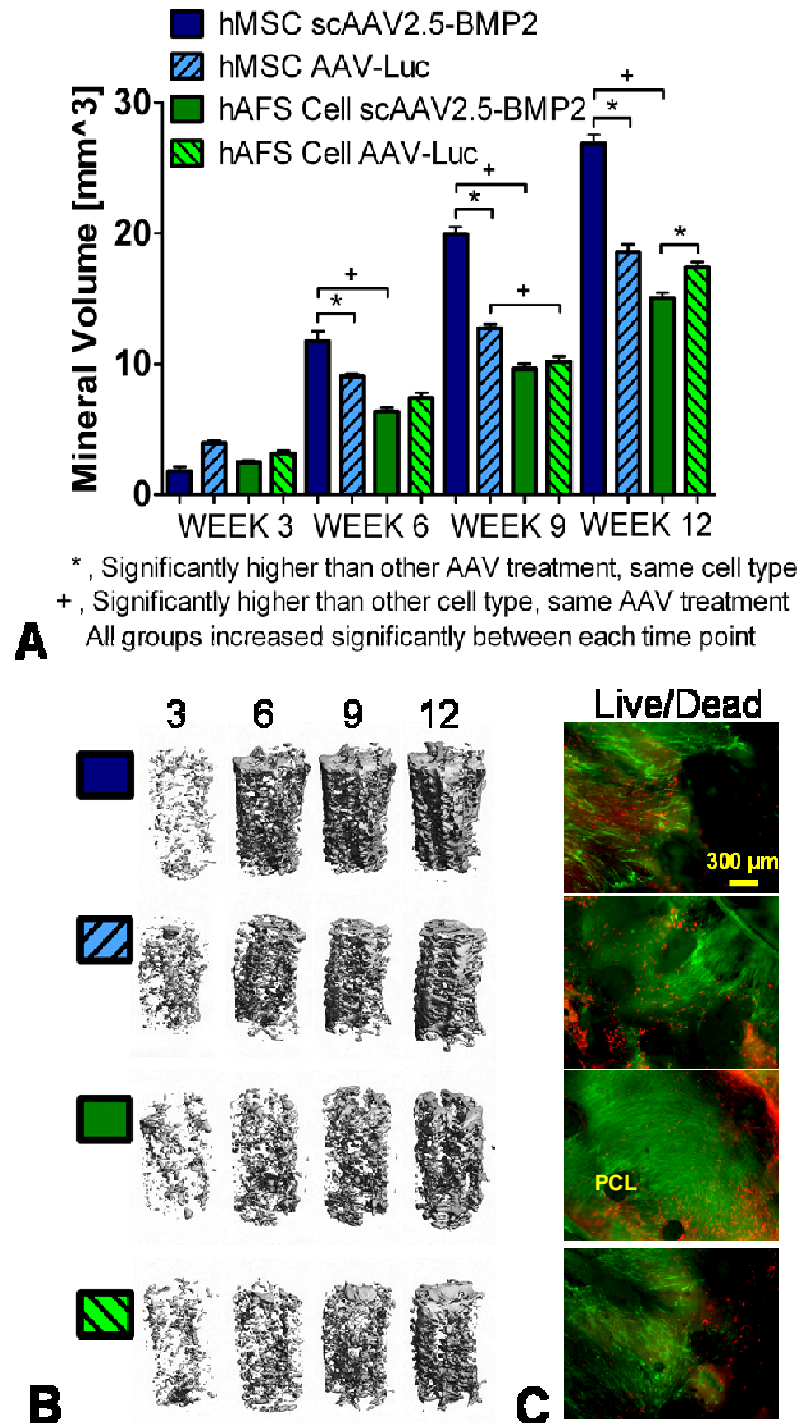 hMSC scAAV2.5-BMP2
hMSC AAV-Luc
hAFS Cell scAAV2.5-BMP2
hAFS Cell AAV-Luc
Mineral Volume [mm^3]
30
20
10
0
+
*
+
*
+
+
*
*
WEEK 3 WEEK 6 WEEK 9 WEEK 12
* , Significantly higher than other AAV treatment, same cell type
+ , Significantly higher than other cell type, same AAV treatment
A All groups increased significantly between each time point
3 6 9 12
Live/Dead
300 µm
PCL
B
C